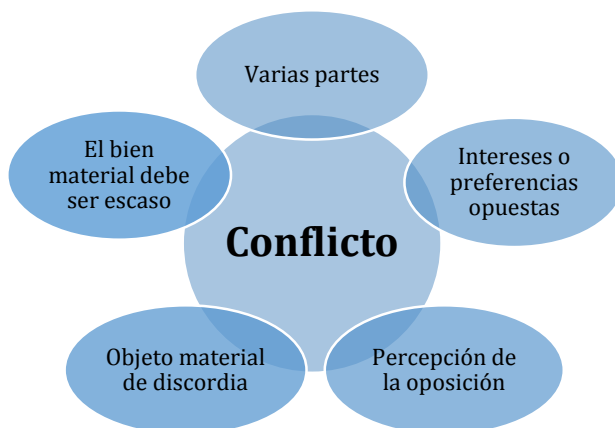 Varias partes
El bien
material debe
ser escaso
Intereses o
preferencias
opuestas
Conflicto
Objeto material
de discordia
Percepción de
la oposición